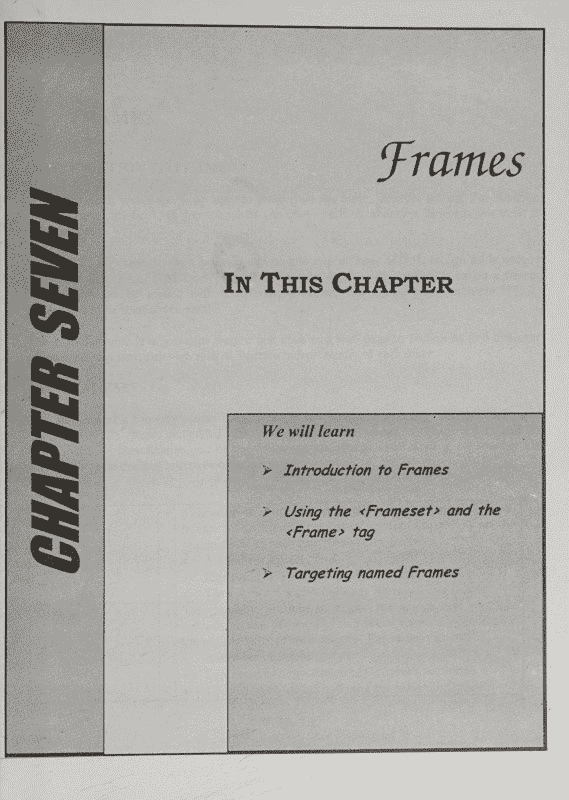 CHAPTER SEVEN
Frames
IN THIS CHAPTER
We will learn
➢ Introduction to Frames
➢ Using the <Frameset> and the
<Frame> tag
➢ Targeting named Frames